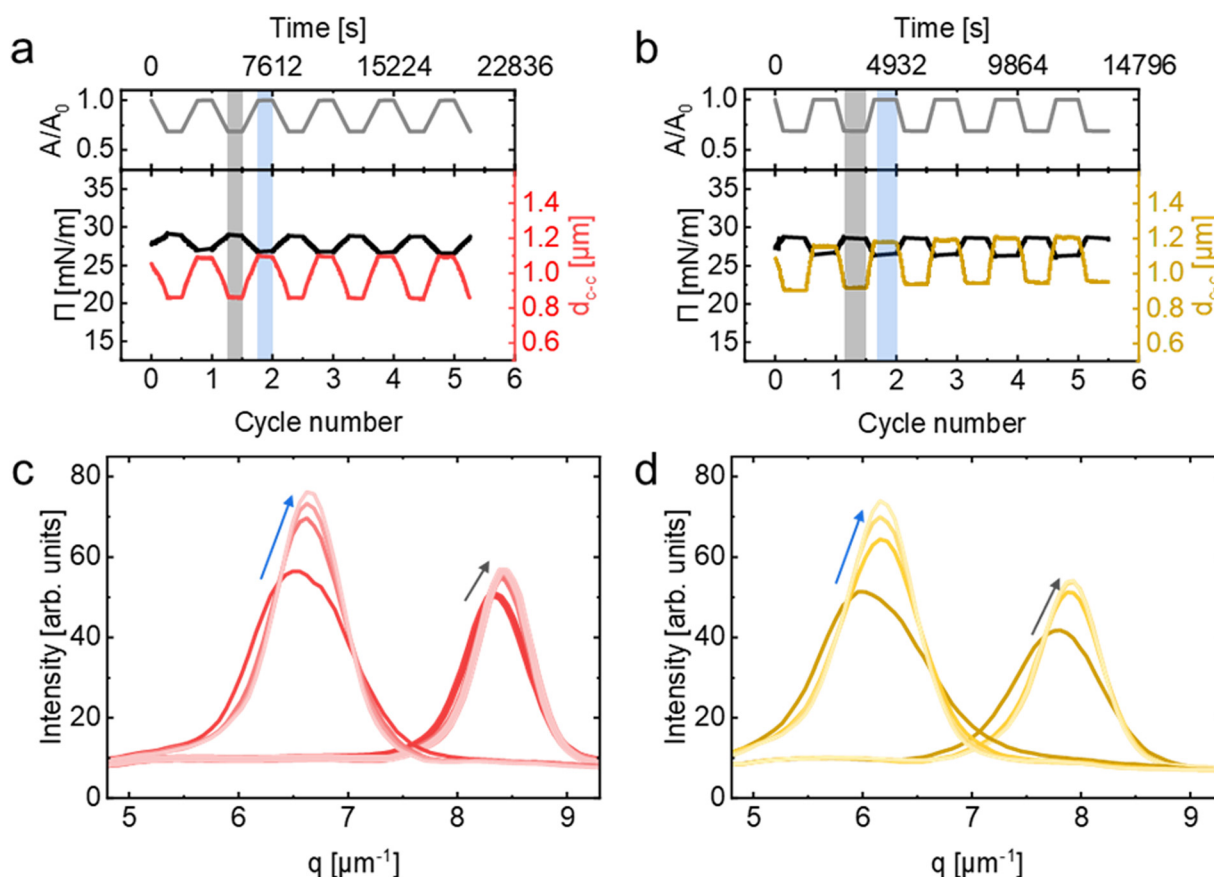 a
Time [s]
0 7612 15224 22836
A/A0
1.0
0.5
Π [mN/m]
35
30
25
20
15
1.4
1.2
1.0
0.8
0.6
dc-c [µm]
0 1 2 3 4 5 6
Cycle number
b
Time [s]
0 4932 9864 14796
A/A0
1.0
0.5
Π [mN/m]
35
30
25
20
15
1.4
1.2
1.0
0.8
0.6
dc-c [µm]
0 1 2 3 4 5 6
Cycle number
c
Intensity [arb. units]
80
60
40
20
0
5 6 7 8 9
q [µm⁻¹]
d
Intensity [arb. units]
80
60
40
20
0
5 6 7 8 9
q [µm⁻¹]